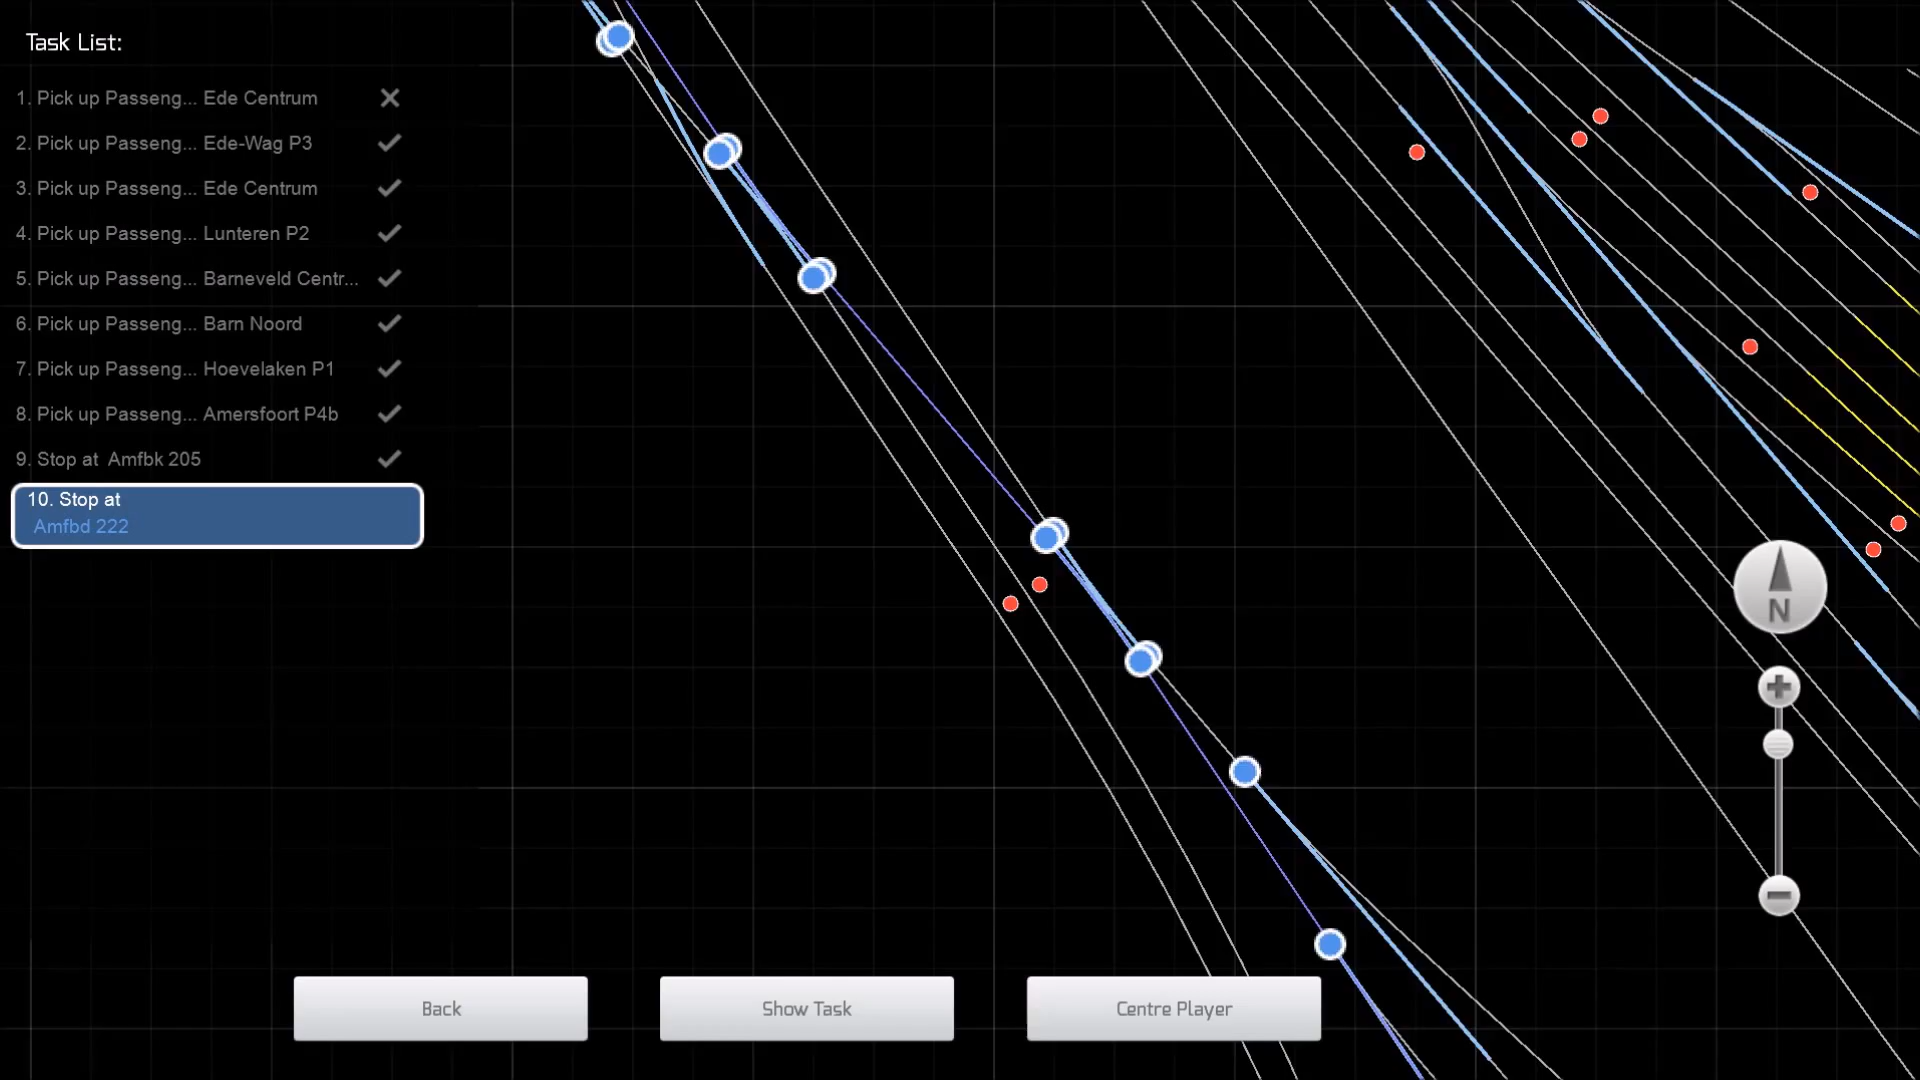 Task List:
1. Pick up Passeng... Ede Centrum
2. Pick up Passeng... Ede-Wag P3
3. Pick up Passeng... Ede Centrum
4. Pick up Passeng... Lunteren P2
5. Pick up Passeng... Barneveld Centr...
6. Pick up Passeng... Barn Noord
7. Pick up Passeng... Hoevelaken P1
8. Pick up Passeng... Amersfoort P4b
9. Stop at Amfbk 205
10. Stop at
Amfbd 222
N
Back
Show Task
Centre Player